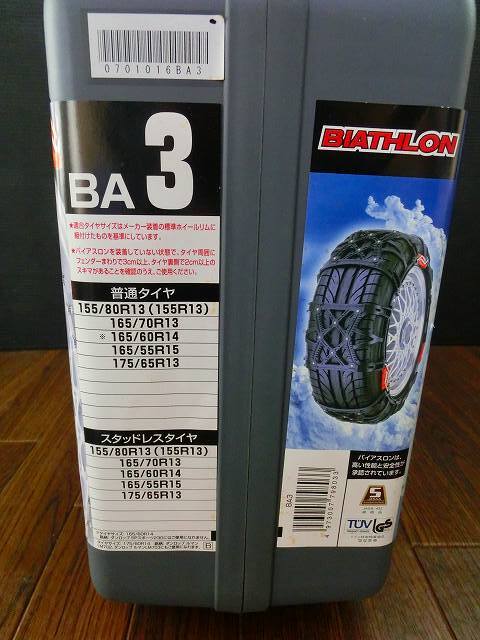 0701016BA3
BA 3
※適合タイヤサイズはメーカー装着の標準ホイールリムに
組付けたものを基準にしています。
※バイアスロンを装着していない状態で、タイヤ周囲に
フェンダーまわりで3cm以上、タイヤ裏側で2cm以上の
スキマがあることを確認のうえ、ご使用ください。
普通タイヤ
155/80R13 (155R13)
165/70R13
※ 165/60R14
165/55R15
175/65R13
スタッドレスタイヤ
155/80R13 (155R13)
165/70R13
165/60R14
165/55R15
175/65R13
BIATHLON
バイアスロンは、
高い性能と安全性が
承認されています。
BA3
4973007798033
S
TÜV GS